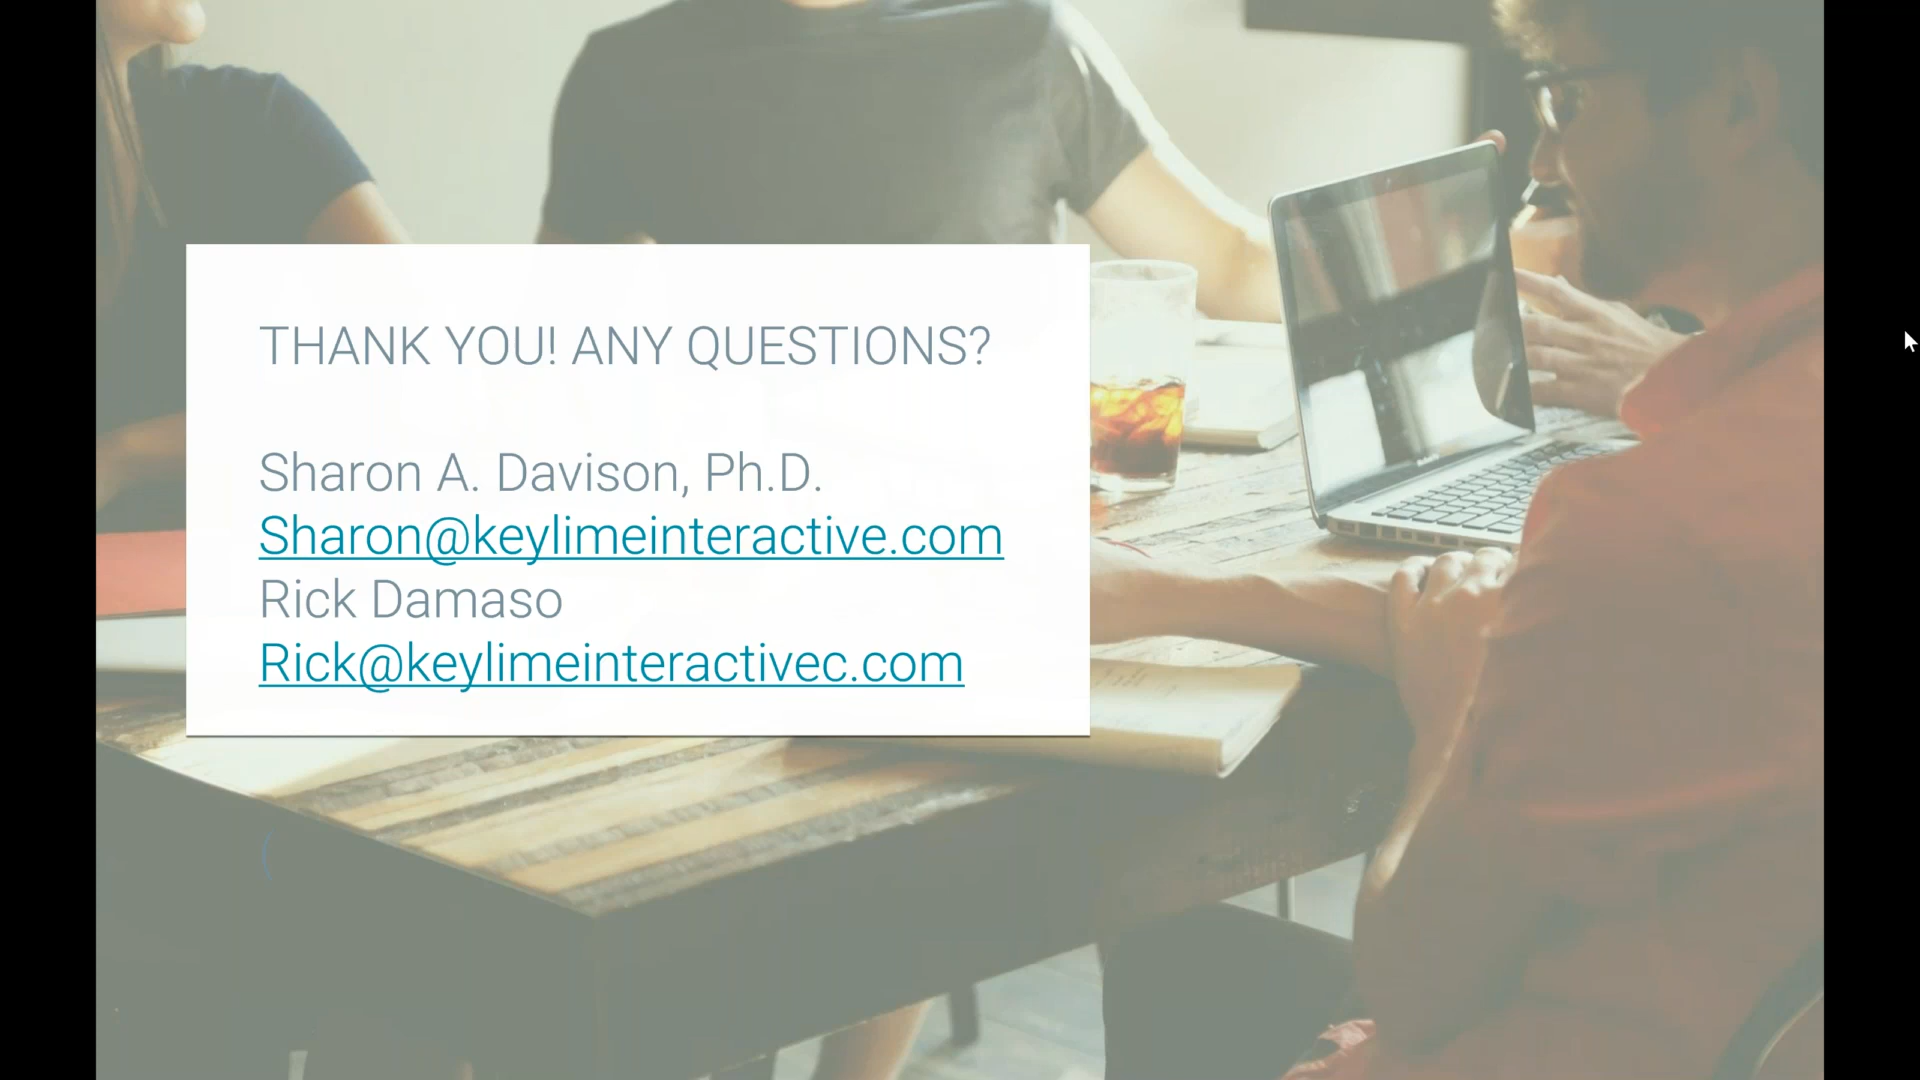 THANK YOU! ANY QUESTIONS?
Sharon A. Davison, Ph.D.
Sharon@keylimeinteractive.com
Rick Damaso
Rick@keylimeinteractivec.com